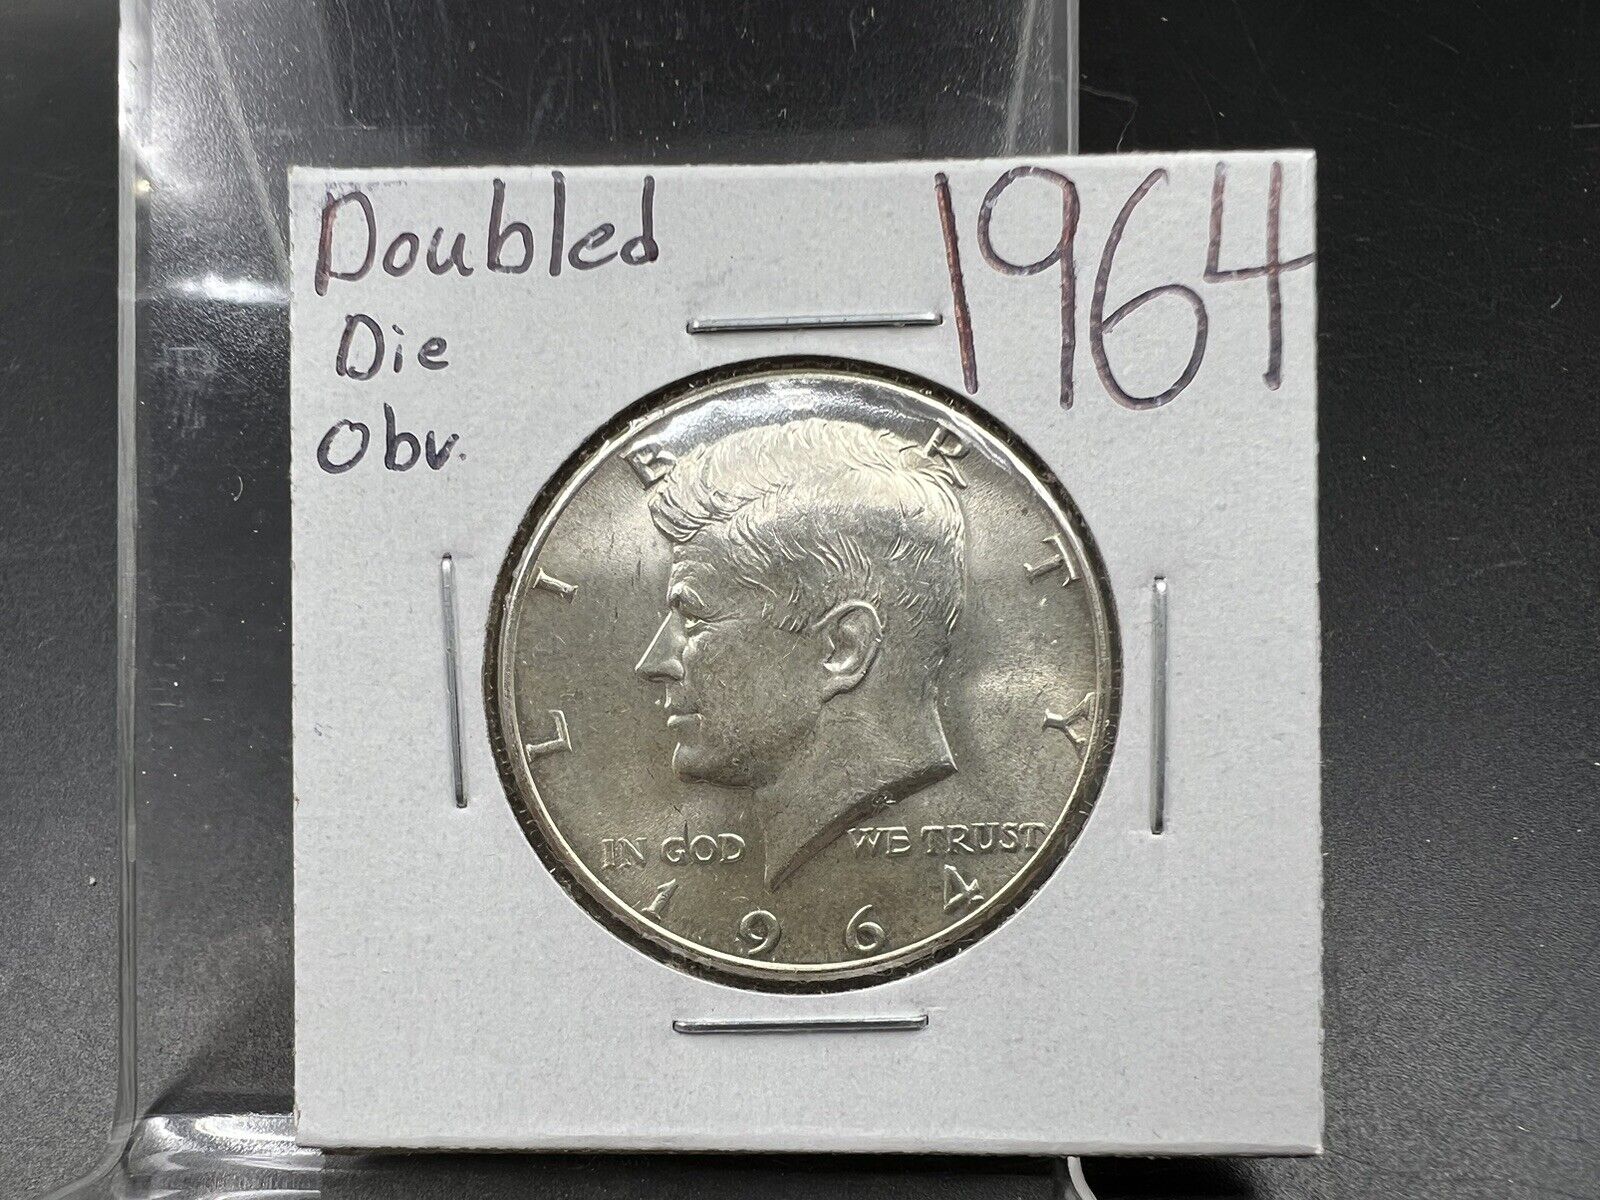 Doubled
Die
Obv.
1964
LIBERTY
IN GOD WE TRUST
1964